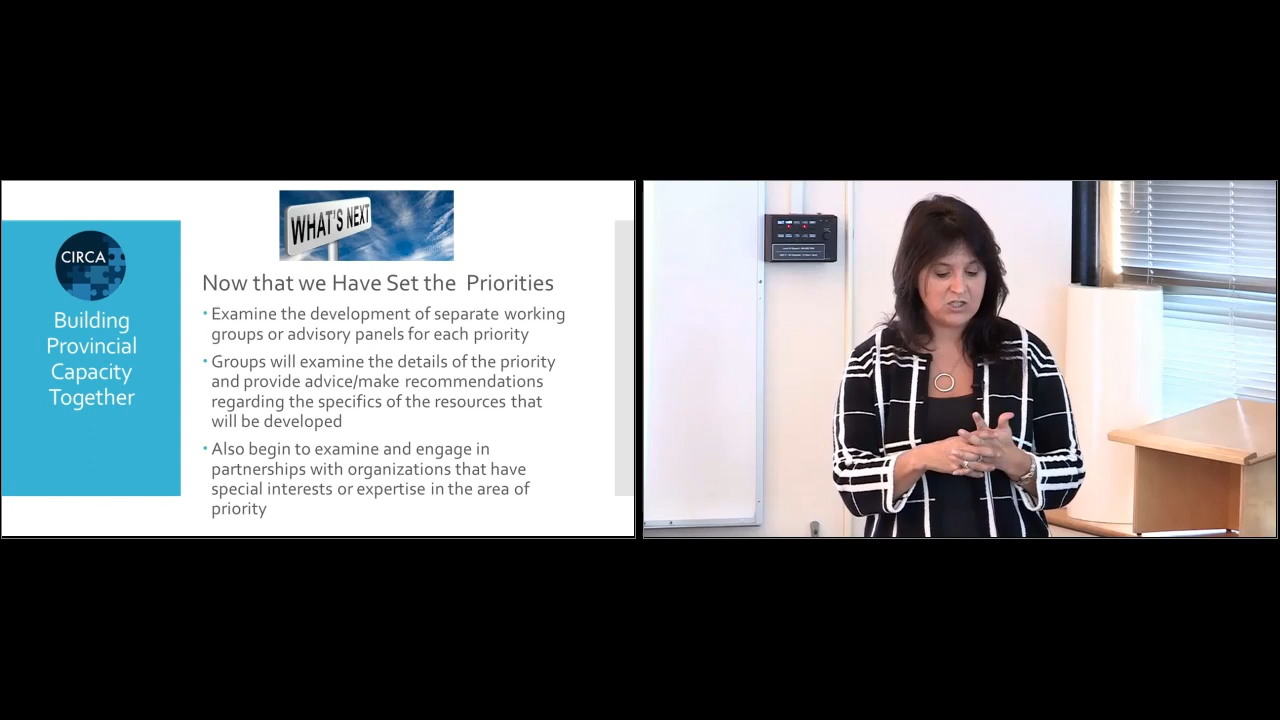 WHAT'S NEXT
CIRCA
Building
Provincial
Capacity
Together
Now that we Have Set the  Priorities
• Examine the development of separate working
groups or advisory panels for each priority
• Groups will examine the details of the priority
and provide advice/make recommendations
regarding the specifics of the resources that
will be developed
• Also begin to examine and engage in
partnerships with organizations that have
special interests or expertise in the area of
priority